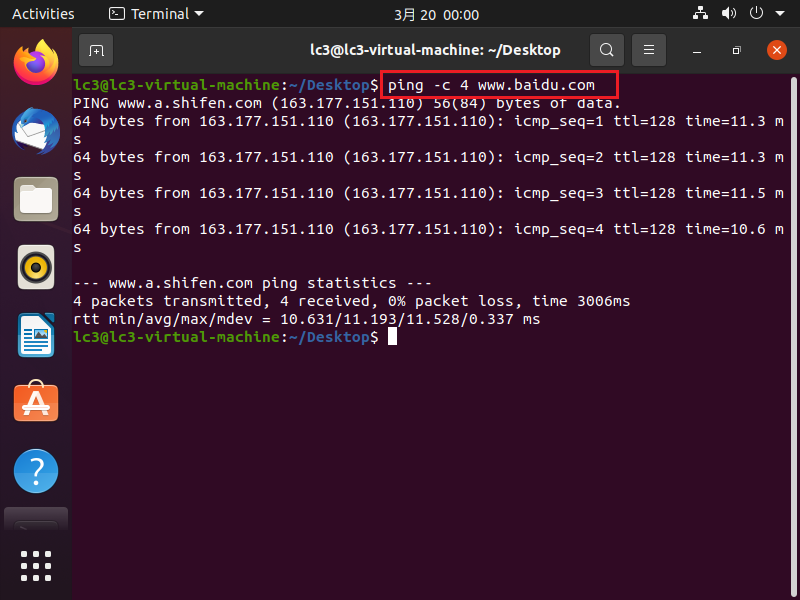 Activities
Terminal
3月 20 00:00
lc3@lc3-virtual-machine: ~/Desktop
lc3@lc3-virtual-machine:~/Desktop$ ping -c 4 www.baidu.com
PING www.a.shifen.com (163.177.151.110) 56(84) bytes of data.
64 bytes from 163.177.151.110 (163.177.151.110): icmp_seq=1 ttl=128 time=11.3 m
s
64 bytes from 163.177.151.110 (163.177.151.110): icmp_seq=2 ttl=128 time=11.3 m
s
64 bytes from 163.177.151.110 (163.177.151.110): icmp_seq=3 ttl=128 time=11.5 m
s
64 bytes from 163.177.151.110 (163.177.151.110): icmp_seq=4 ttl=128 time=10.6 m
s
--- www.a.shifen.com ping statistics ---
4 packets transmitted, 4 received, 0% packet loss, time 3006ms
rtt min/avg/max/mdev = 10.631/11.193/11.528/0.337 ms
lc3@lc3-virtual-machine:~/Desktop$